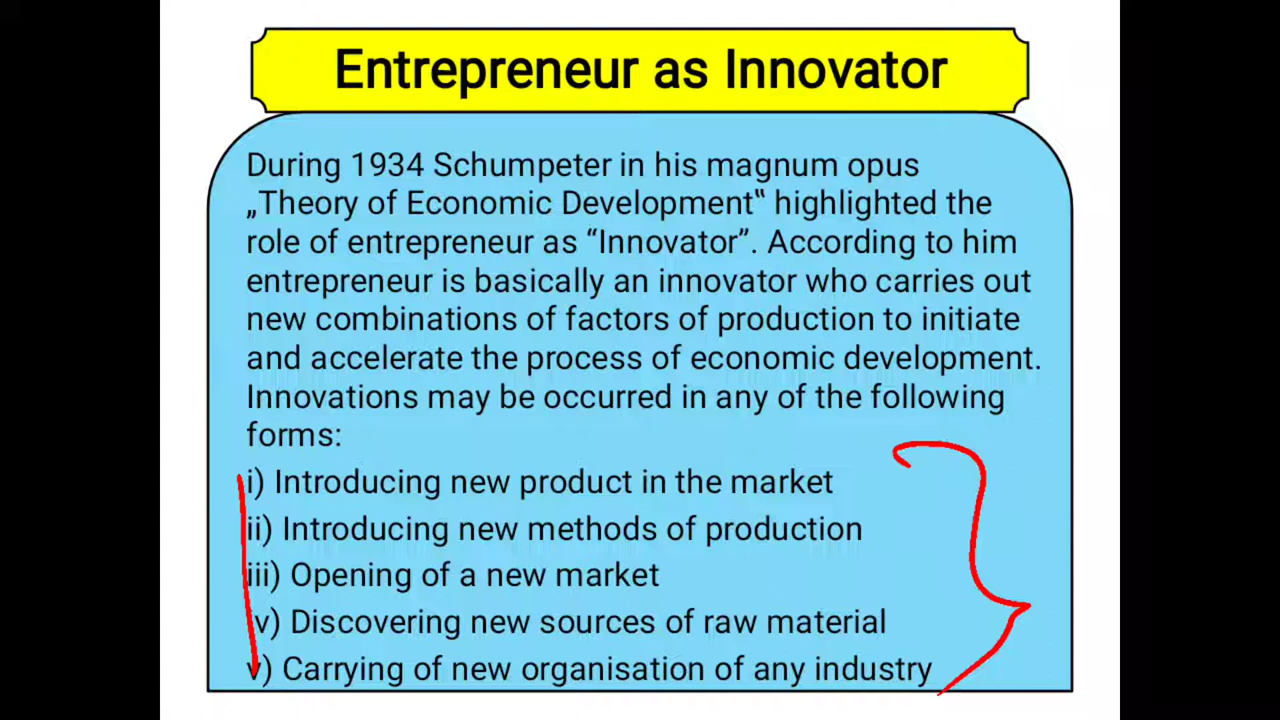 Entrepreneur as Innovator
During 1934 Schumpeter in his magnum opus
„Theory of Economic Development‟ highlighted the
role of entrepreneur as “Innovator”. According to him
entrepreneur is basically an innovator who carries out
new combinations of factors of production to initiate
and accelerate the process of economic development.
Innovations may be occurred in any of the following
forms:
i) Introducing new product in the market
ii) Introducing new methods of production
iii) Opening of a new market
iv) Discovering new sources of raw material
v) Carrying of new organisation of any industry